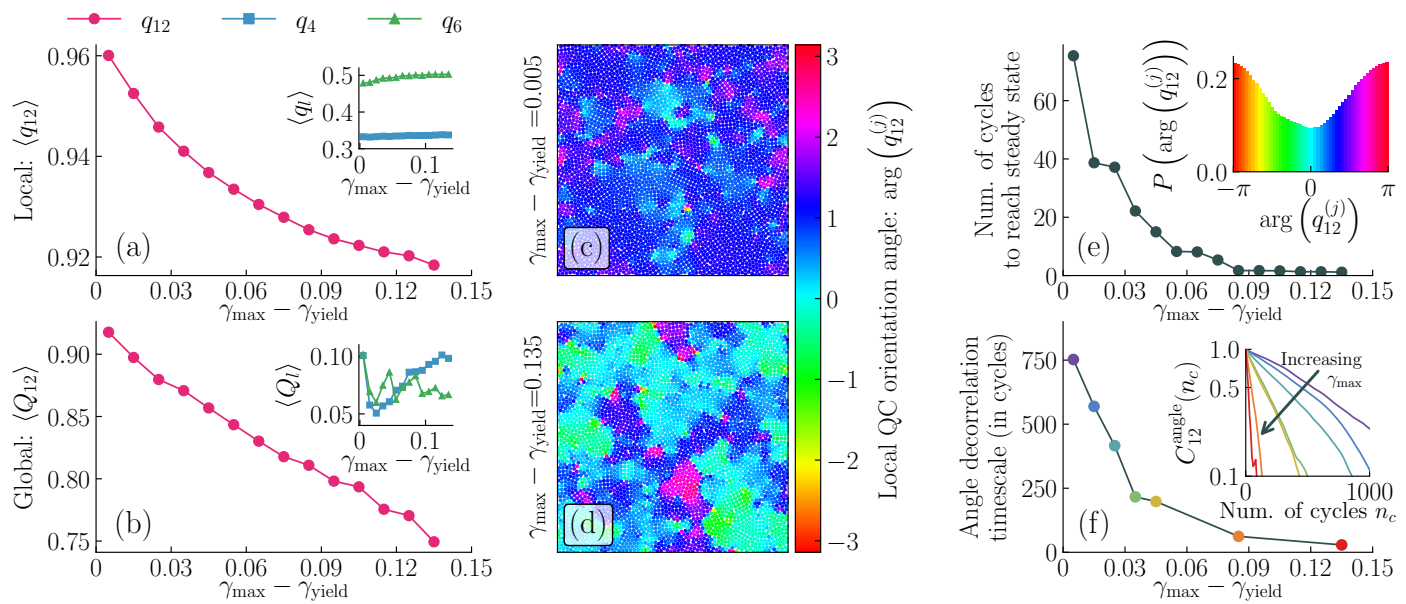 q₁₂ q₄ q₆
Local: ⟨q₁₂⟩
0.96
0.94
0.92
0 0.03 0.06 0.09 0.12 0.15
γmax − γyield
(a)
⟨qₗ⟩
0.5
0.4
0.3
0 0.1
γmax − γyield
Global: ⟨Q₁₂⟩
0.90
0.85
0.80
0.75
0 0.03 0.06 0.09 0.12 0.15
γmax − γyield
(b)
⟨Qₗ⟩
0.10
0.05
0 0.1
γmax − γyield
γmax − γyield =0.005
(c)
γmax − γyield =0.135
(d)
3
2
1
0
−1
−2
−3
Local QC orientation angle: arg (q₁₂⁽ʲ⁾)
Num. of cycles
to reach steady state
60
40
20
0
0 0.03 0.06 0.09 0.12 0.15
γmax − γyield
(e)
P (arg (q₁₂⁽ʲ⁾))
0.2
0.0
−π 0 π
arg (q₁₂⁽ʲ⁾)
Angle decorrelation
timescale (in cycles)
750
500
250
0
0 0.03 0.06 0.09 0.12 0.15
γmax − γyield
(f)
C₁₂^angle(n_c)
1.0
0.5
0.1
Increasing
γmax
0 1000
Num. of cycles n_c